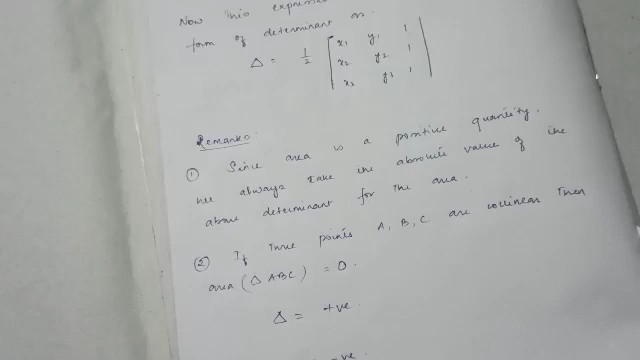 Now this expression
form of determinant as
Δ = 1/2 | x1 y1 1
x2 y2 1
x3 y3 1 |
Remarks
① Since area is a positive quantity,
we always take the absolute value of the
above determinant for the area.
② If three points A, B, C are collinear then
area (Δ ABC) = 0.
Δ = +ve
-ve.